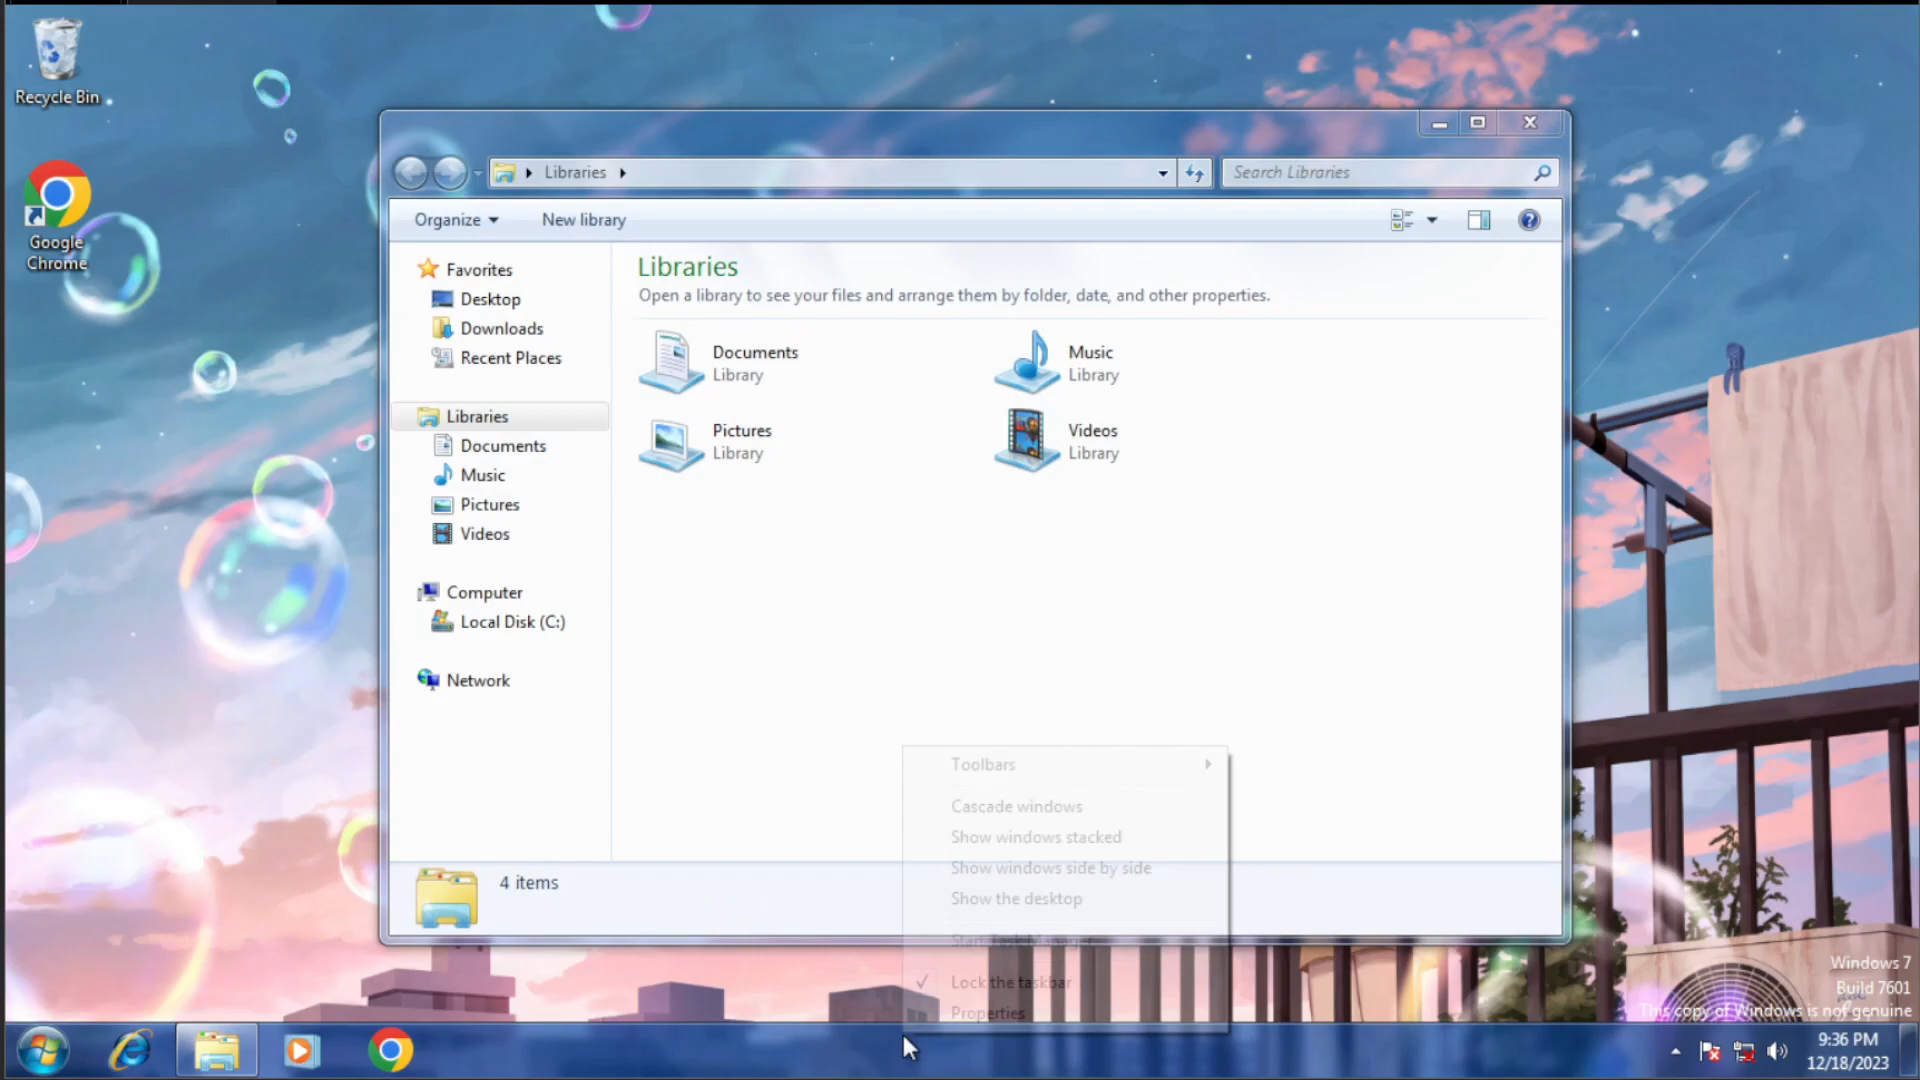 Recycle Bin
Google
Chrome
Libraries
Search Libraries
Organize
New library
Favorites
Desktop
Downloads
Recent Places
Libraries
Documents
Music
Pictures
Videos
Computer
Local Disk (C:)
Network
Libraries
Open a library to see your files and arrange them by folder, date, and other properties.
Documents
Library
Music
Library
Pictures
Library
Videos
Library
4 items
Toolbars
Cascade windows
Show windows stacked
Show windows side by side
Show the desktop
Start Task Manager
Lock the taskbar
Properties
Windows 7
Build 7601
This copy of Windows is not genuine
9:36 PM
12/18/2023